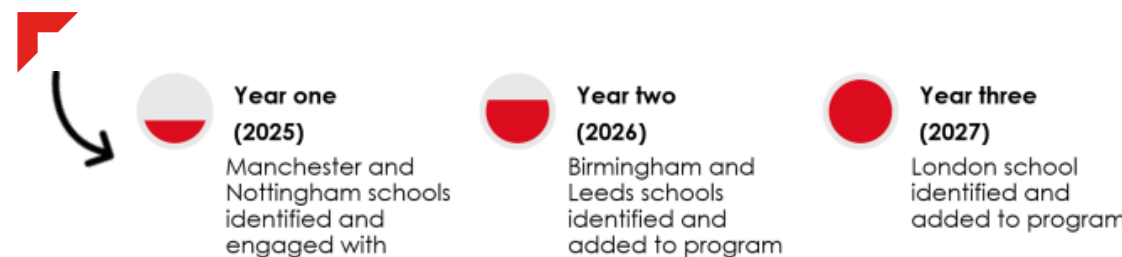 Year one
(2025)
Manchester and
Nottingham schools
identified and
engaged with
Year two
(2026)
Birmingham and
Leeds schools
identified and
added to program
Year three
(2027)
London school
identified and
added to program